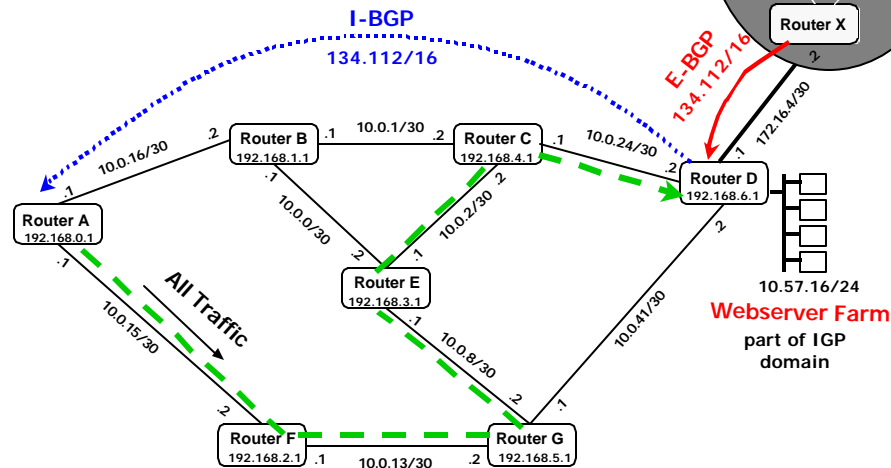 I-BGP
134.112/16
Router X
.2
E-BGP
134.112/16
172.16.4/30
.1
Router B
192.168.1.1
.2
.1
10.0.1/30
.2
Router C
192.168.4.1
.1
10.0.24/30
.2
Router D
192.168.6.1
10.0.16/30
.1
Router A
192.168.0.1
.1
.1
10.0.0/30
.2
.2
10.0.2/30
.1
Router E
192.168.3.1
.1
10.0.8/30
.2
.2
10.0.41/30
.1
10.57.16/24
Webserver Farm
part of IGP
domain
All Traffic
10.0.15/30
.2
Router F
192.168.2.1
.1
10.0.13/30
.2
Router G
192.168.5.1